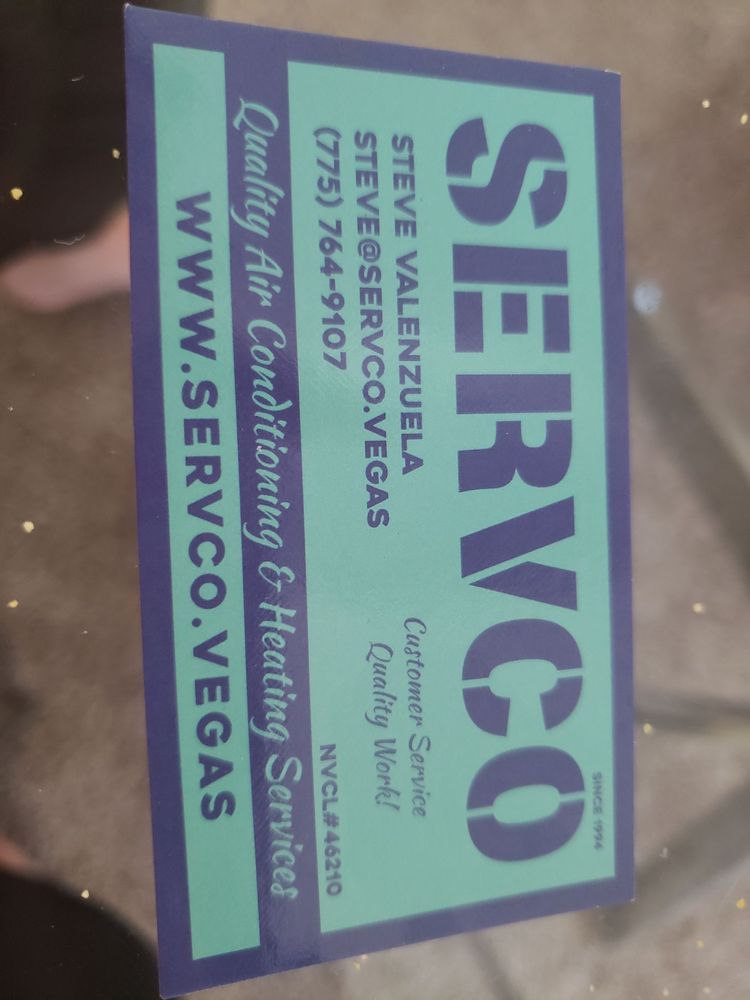 SINCE 1994
SERVCO
STEVE VALENZUELA
STEVE@SERVCO.VEGAS
(775) 764-9107
Customer Service
Quality Work!
NVCL#46210
Quality Air Conditioning & Heating Services
WWW.SERVCO.VEGAS